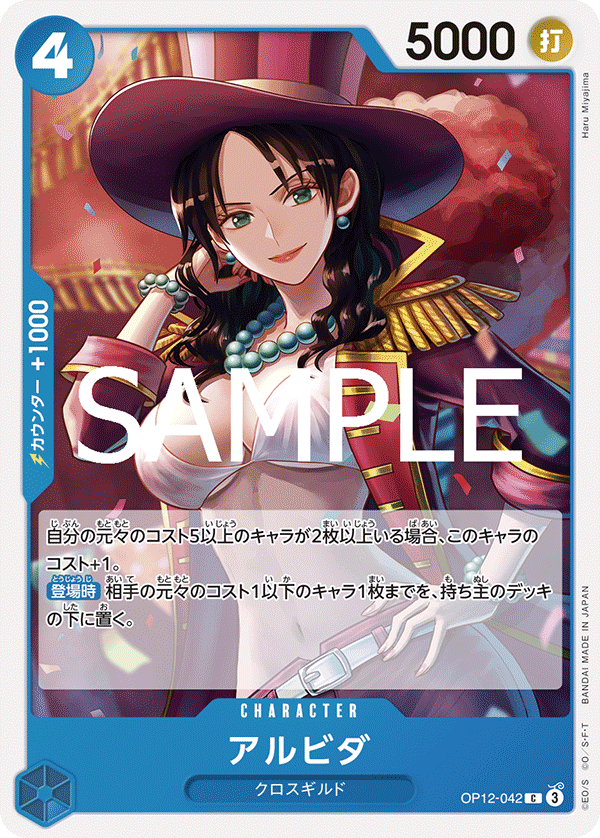 4
5000 打
Haru Miyajima
カウンター +1000
SAMPLE
自分の元々のコスト5以上のキャラが2枚以上いる場合、このキャラの
コスト+1。
登場時 相手の元々のコスト1以下のキャラ1枚までを、持ち主のデッキ
の下に置く。
CHARACTER
アルビダ
クロスギルド
OP12-042 C 3
©E.O/S ©O/S・F・T BANDAI MADE IN JAPAN